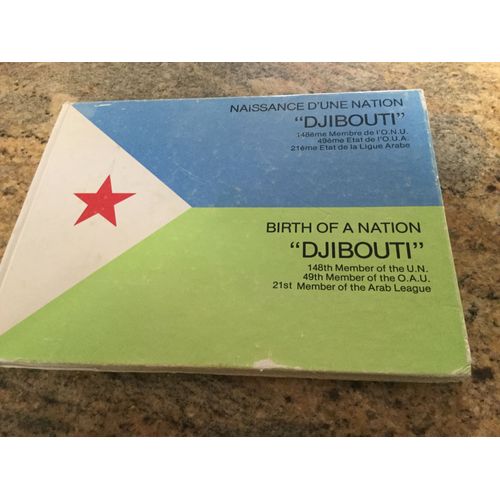 NAISSANCE D'UNE NATION
"DJIBOUTI"
148ème Membre de l'O.N.U.
49ème Etat de l'O.U.A.
21ème Etat de la Ligue Arabe
BIRTH OF A NATION
"DJIBOUTI"
148th Member of the U.N.
49th Member of the O.A.U.
21st Member of the Arab League